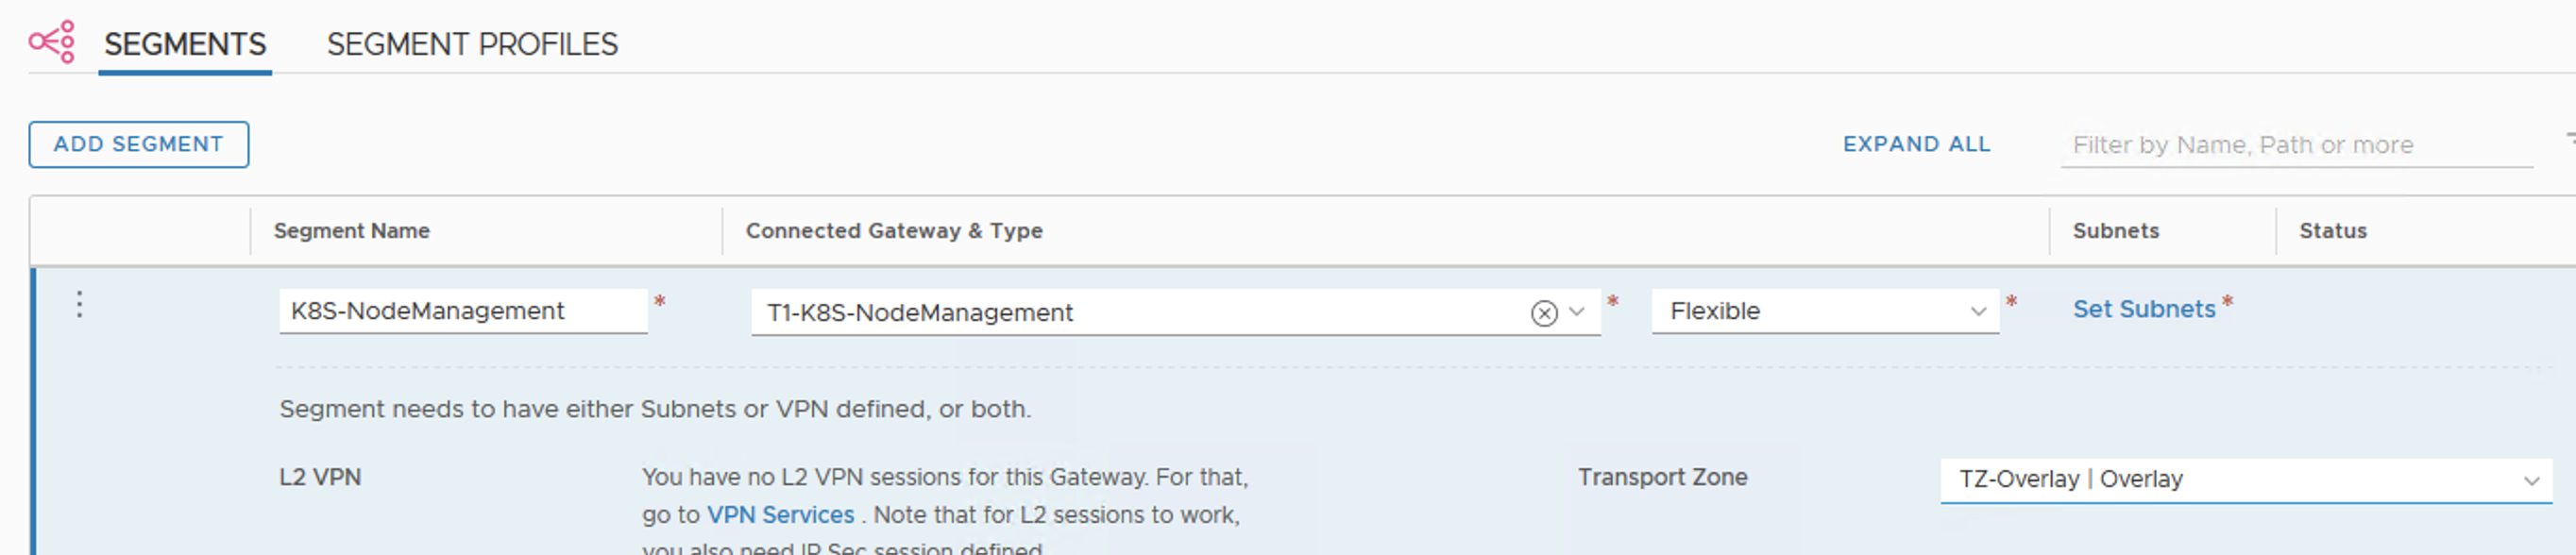 SEGMENTS SEGMENT PROFILES
ADD SEGMENT EXPAND ALL Filter by Name, Path or more
Segment Name Connected Gateway & Type Subnets Status
K8S-NodeManagement * T1-K8S-NodeManagement * Flexible * Set Subnets *
Segment needs to have either Subnets or VPN defined, or both.
L2 VPN You have no L2 VPN sessions for this Gateway. For that, Transport Zone TZ-Overlay | Overlay
go to VPN Services . Note that for L2 sessions to work,
you also need IP Sec session defined